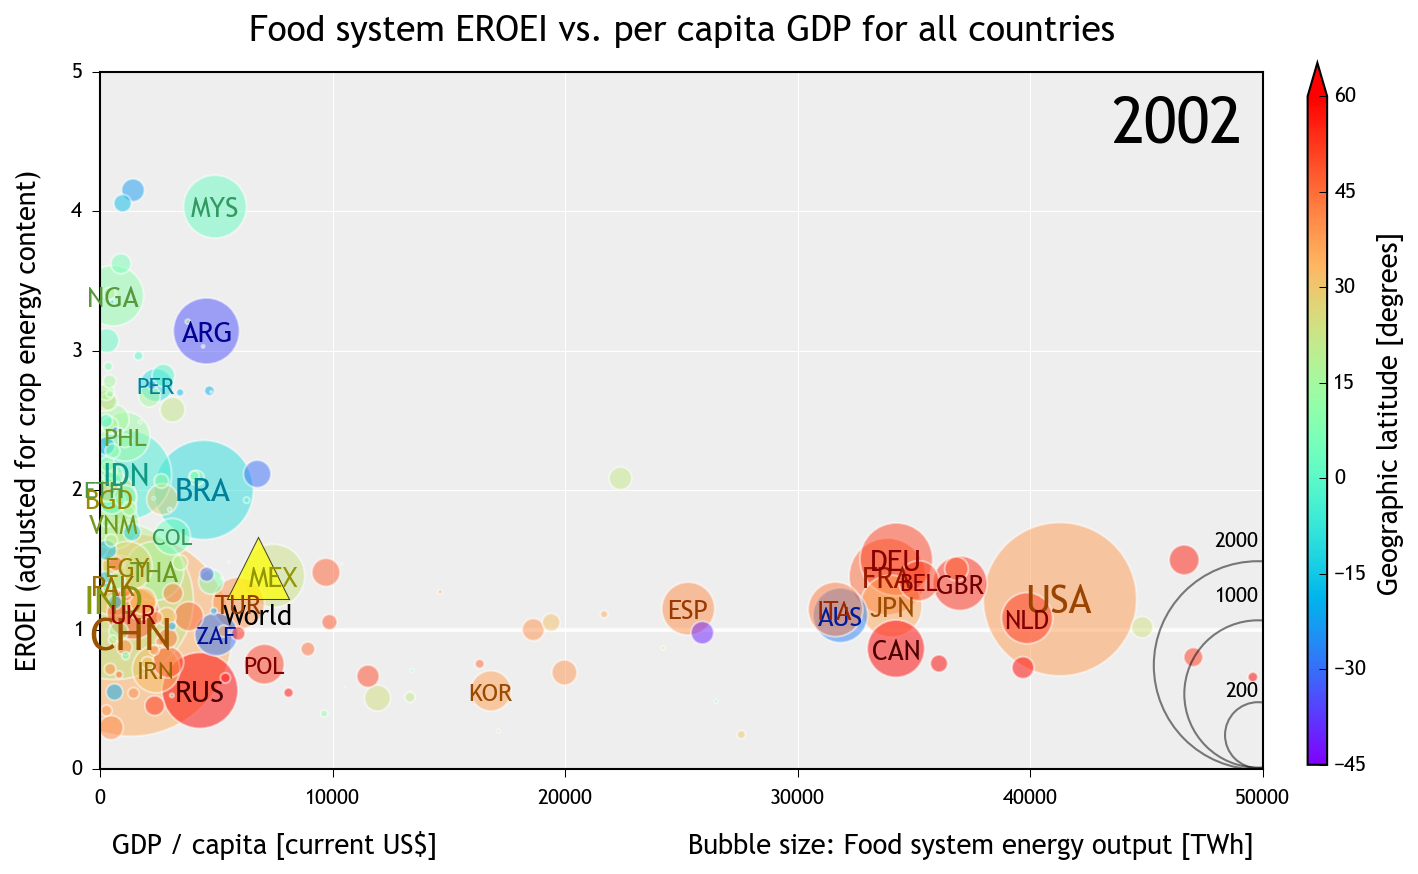 Food system EROEI vs. per capita GDP for all countries
2002
EROEI (adjusted for crop energy content)
5
4
3
2
1
0
MYS
NGA
ARG
PER
PHL
IDN
BRA
ETH
BGD
VNM
COL
EGY
THA
MEX
PAK
IND
TUR
UKR
World
CHN
ZAF
IRN
POL
RUS
KOR
ESP
DEU
FRA
BEL
GBR
ITA
AUS
JPN
USA
NLD
CAN
2000
1000
200
0
10000
20000
30000
40000
50000
GDP / capita [current US$]
Bubble size: Food system energy output [TWh]
60
45
30
15
0
−15
−30
−45
Geographic latitude [degrees]